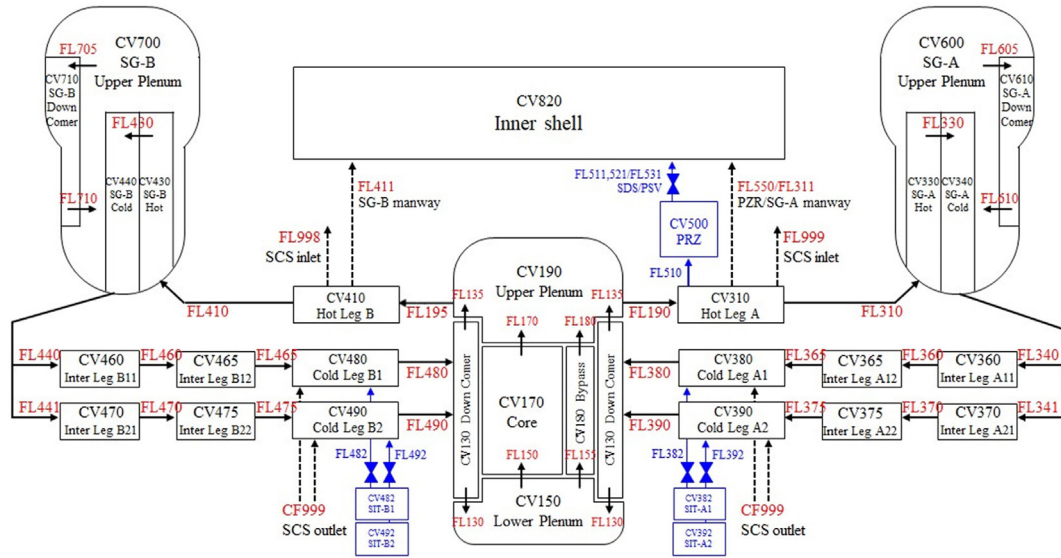 CV700
SG-B
Upper Plenum
FL705
CV710
SG-B
Down
Comer
FL430
CV440
SG-B
Cold
CV430
SG-B
Hot
FL710
CV820
Inner shell
CV600
SG-A
Upper Plenum
FL605
CV610
SG-A
Down
Comer
FL330
CV330
SG-A
Hot
CV340
SG-A
Cold
FL610
FL411
SG-B manway
FL511,521/FL531
SDS/PSV
FL550/FL311
PZR/SG-A manway
CV500
PRZ
FL510
FL998
SCS inlet
FL999
SCS inlet
CV190
Upper Plenum
FL410
CV410
Hot Leg B
FL195
FL135
FL170
FL180
FL135
FL190
CV310
Hot Leg A
FL310
FL440
CV460
Inter Leg B11
FL460
CV465
Inter Leg B12
FL465
CV480
Cold Leg B1
FL480
FL441
CV470
Inter Leg B21
FL470
CV475
Inter Leg B22
FL475
CV490
Cold Leg B2
FL490
CV130 Down Comer
CV170
Core
CV180 Bypass
CV130 Down Comer
FL380
CV380
Cold Leg A1
FL365
CV365
Inter Leg A12
FL360
CV360
Inter Leg A11
FL340
FL390
CV390
Cold Leg A2
FL375
CV375
Inter Leg A22
FL370
CV370
Inter Leg A21
FL341
FL482
FL492
FL150
FL155
FL382
FL392
CV482
SIT-B1
CV492
SIT-B2
CF999
SCS outlet
CV150
Lower Plenum
FL130
FL130
CV382
SIT-A1
CV392
SIT-A2
CF999
SCS outlet